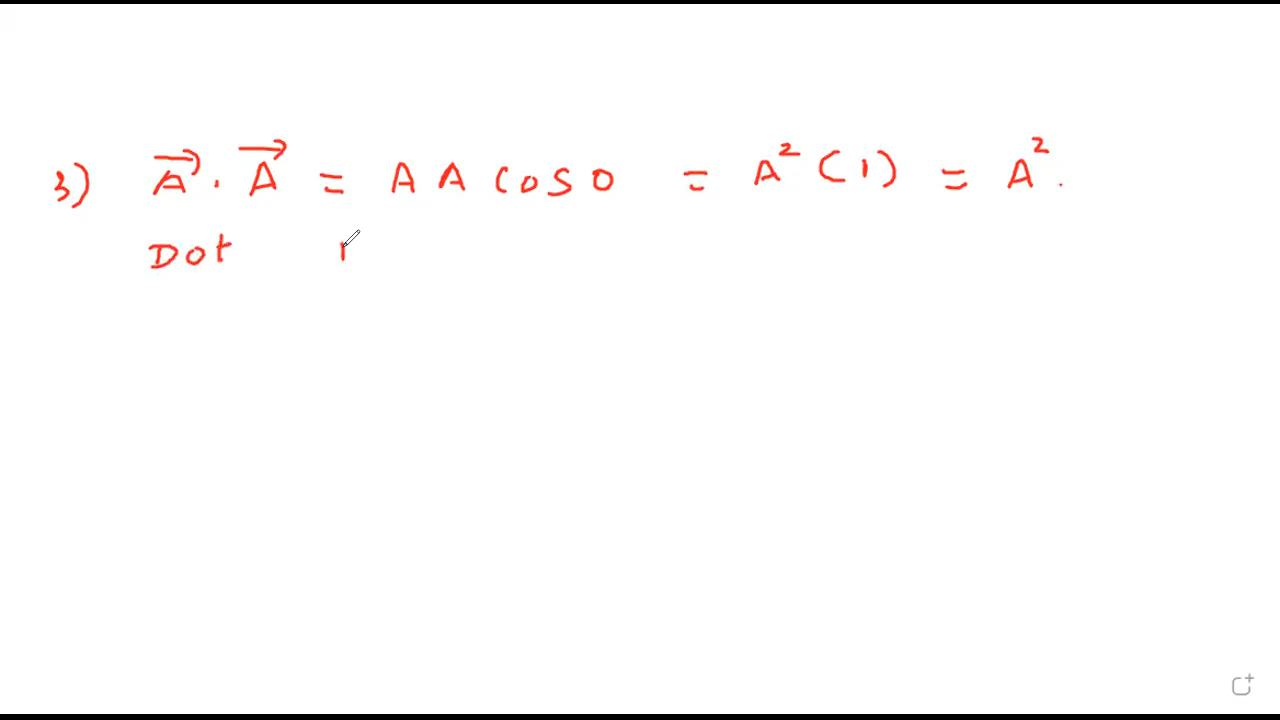 3) A⃗ . A⃗ = A A COS 0 = A² (1) = A² .
Dot